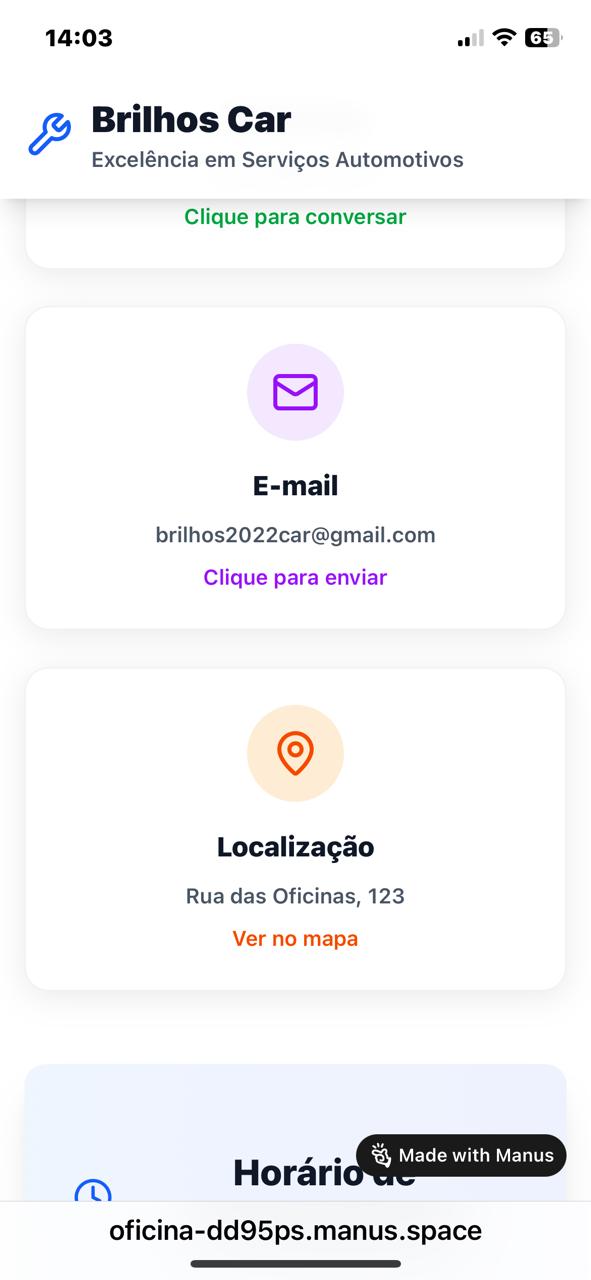 14:03
65
Brilhos Car
Excelência em Serviços Automotivos
Clique para conversar
E-mail
brilhos2022car@gmail.com
Clique para enviar
Localização
Rua das Oficinas, 123
Ver no mapa
Horário de
Made with Manus
oficina-dd95ps.manus.space